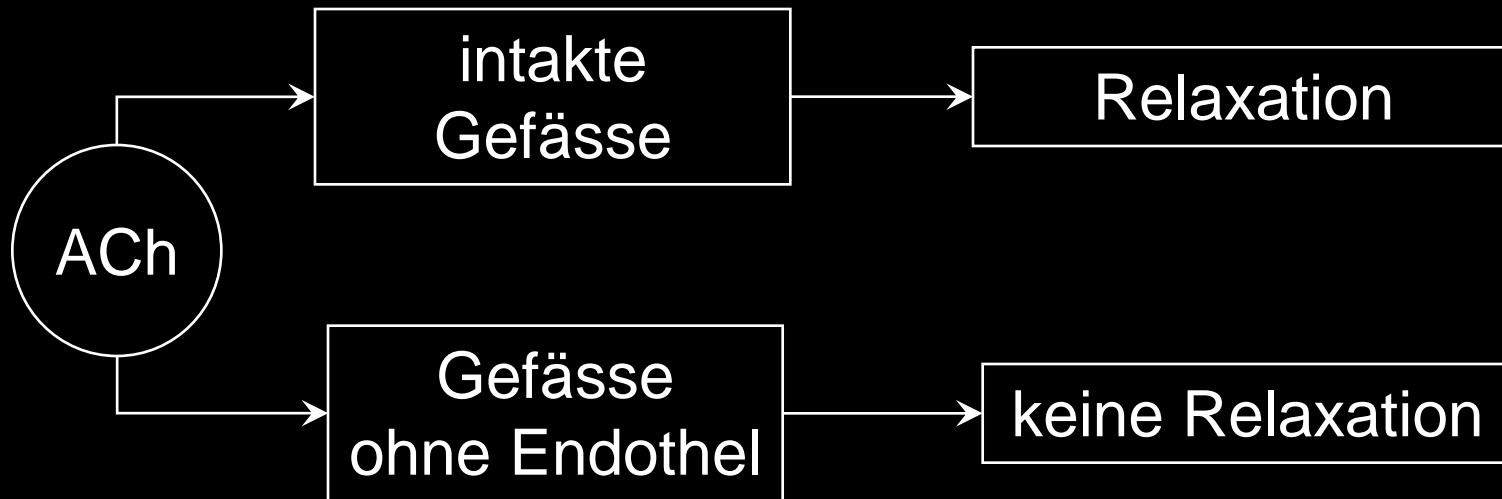 ACh
intakte
Gefässe
Relaxation
Gefässe
ohne Endothel
keine Relaxation